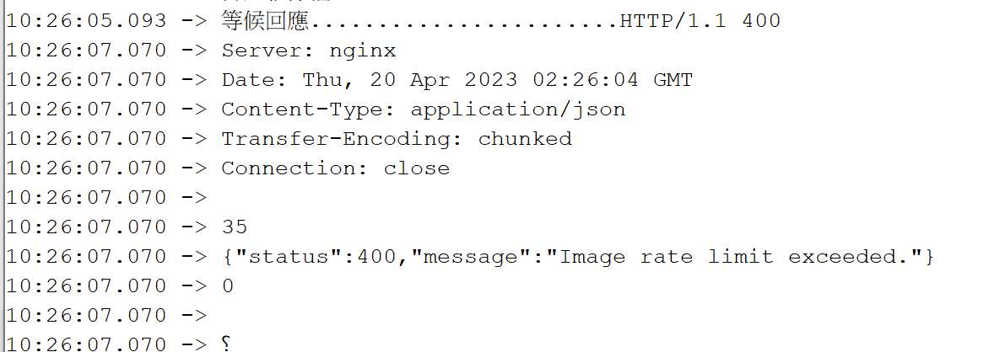 10:26:05.093 -> 等候回應.......................HTTP/1.1 400
10:26:07.070 -> Server: nginx
10:26:07.070 -> Date: Thu, 20 Apr 2023 02:26:04 GMT
10:26:07.070 -> Content-Type: application/json
10:26:07.070 -> Transfer-Encoding: chunked
10:26:07.070 -> Connection: close
10:26:07.070 ->
10:26:07.070 -> 35
10:26:07.070 -> {"status":400,"message":"Image rate limit exceeded."}
10:26:07.070 -> 0
10:26:07.070 ->
10:26:07.070 -> ⸮